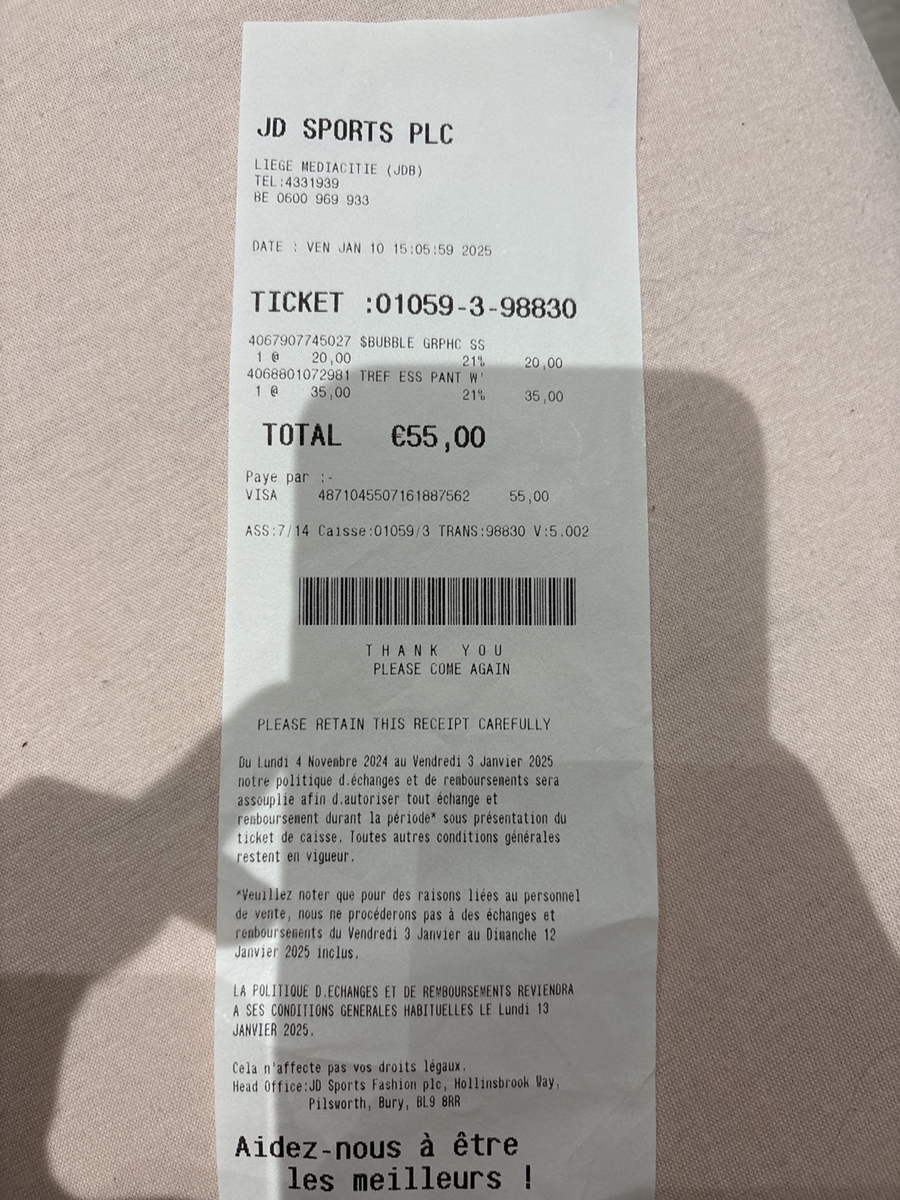 JD SPORTS PLC
LIEGE MEDIACITIE (JDB)
TEL:4331939
BE 0600 969 933
DATE : VEN JAN 10 15:05:59 2025
TICKET :01059-3-98830
4067907745027 $BUBBLE GRPHC SS
1 @ 20,00 21% 20,00
4068801072981 TREF ESS PANT W'
1 @ 35,00 21% 35,00
TOTAL €55,00
Paye par :-
VISA 4871045507161887562 55,00
ASS:7/14 Caisse:01059/3 TRANS:98830 V:5.002
THANK YOU
PLEASE COME AGAIN
PLEASE RETAIN THIS RECEIPT CAREFULLY
Du Lundi 4 Novembre 2024 au Vendredi 3 Janvier 2025
notre politique d.échanges et de remboursements sera
assouplie afin d.autoriser tout échange et
remboursement durant la période* sous présentation du
ticket de caisse. Toutes autres conditions générales
restent en vigueur.
*Veuillez noter que pour des raisons liées au personnel
de vente, nous ne procéderons pas à des échanges et
remboursements du Vendredi 3 Janvier au Dimanche 12
Janvier 2025 inclus.
LA POLITIQUE D.ECHANGES ET DE REMBOURSEMENTS REVIENDRA
A SES CONDITIONS GENERALES HABITUELLES LE Lundi 13
JANVIER 2025.
Cela n'affecte pas vos droits légaux.
Head Office:JD Sports Fashion plc, Hollinsbrook Way,
Pilsworth, Bury, BL9 8RR
Aidez-nous à être
les meilleurs !